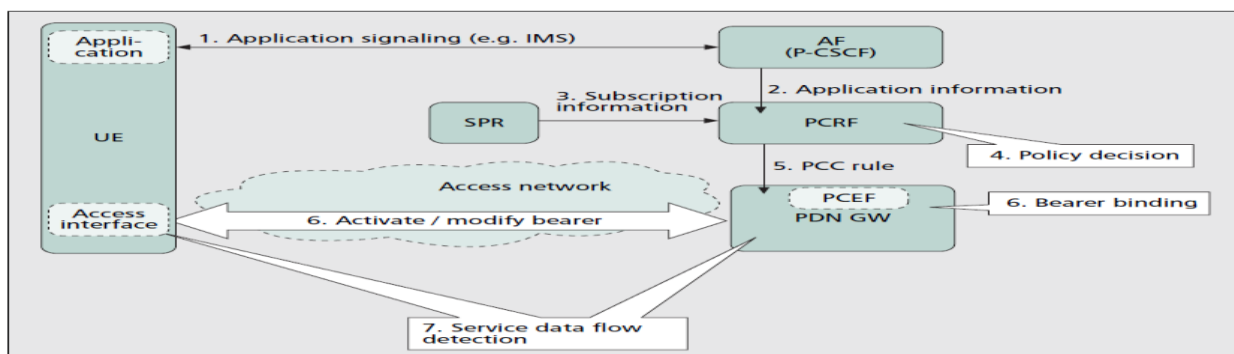 Appli-
cation
1. Application signaling (e.g. IMS)
AF
(P-CSCF)
2. Application information
3. Subscription
information
SPR
PCRF
UE
4. Policy decision
5. PCC rule
Access network
PCEF
PDN GW
Access
interface
6. Activate / modify bearer
6. Bearer binding
7. Service data flow
detection